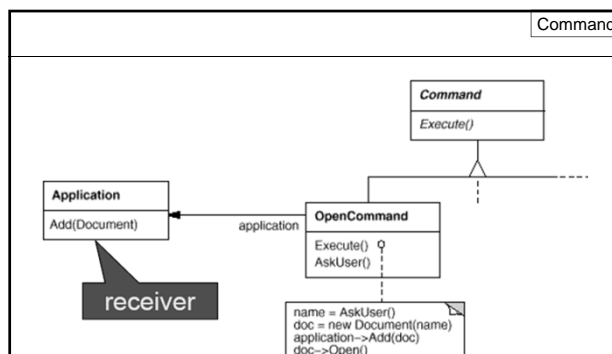 Command
Command
Execute()
Application
Add(Document)
application
OpenCommand
Execute()
AskUser()
receiver
name = AskUser()
doc = new Document(name)
application->Add(doc)
doc->Open()